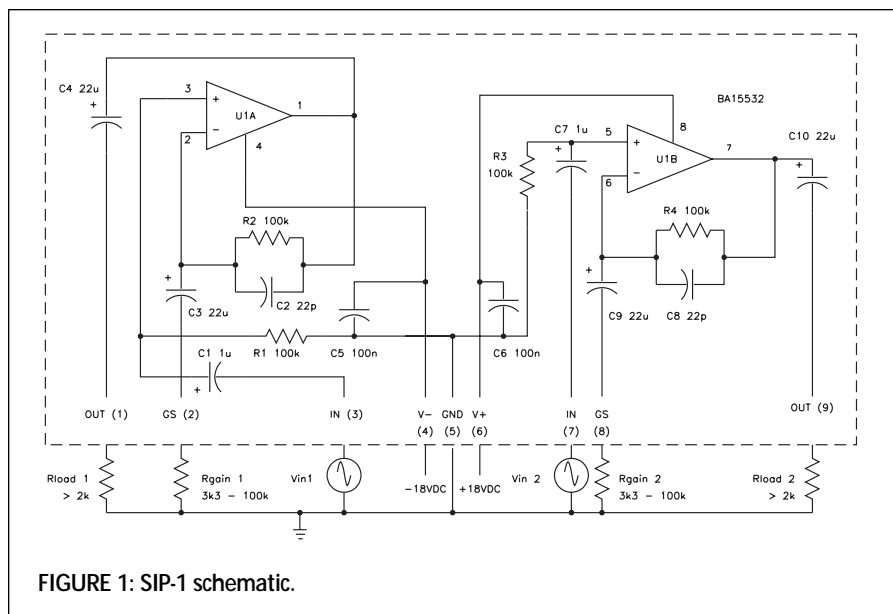 C4 22u
+
3
+
U1A
1
2
−
4
R2 100k
+
C3 22u
C2 22p
C5 100n
R1 100k
C1 1u
+
OUT (1)
GS (2)
IN (3)
V−
(4)
GND
(5)
V+
(6)
IN
(7)
GS
(8)
OUT (9)
BA15532
C7 1u
+
5
+
8
U1B
7
6
−
R3
100k
C10 22u
+
R4 100k
+
C9 22u
C8 22p
C6 100n
Rload 1
> 2k
Rgain 1
3k3 - 100k
Vin1
-18VDC
+18VDC
Vin 2
Rgain 2
3k3 - 100k
Rload 2
> 2k
FIGURE 1: SIP-1 schematic.